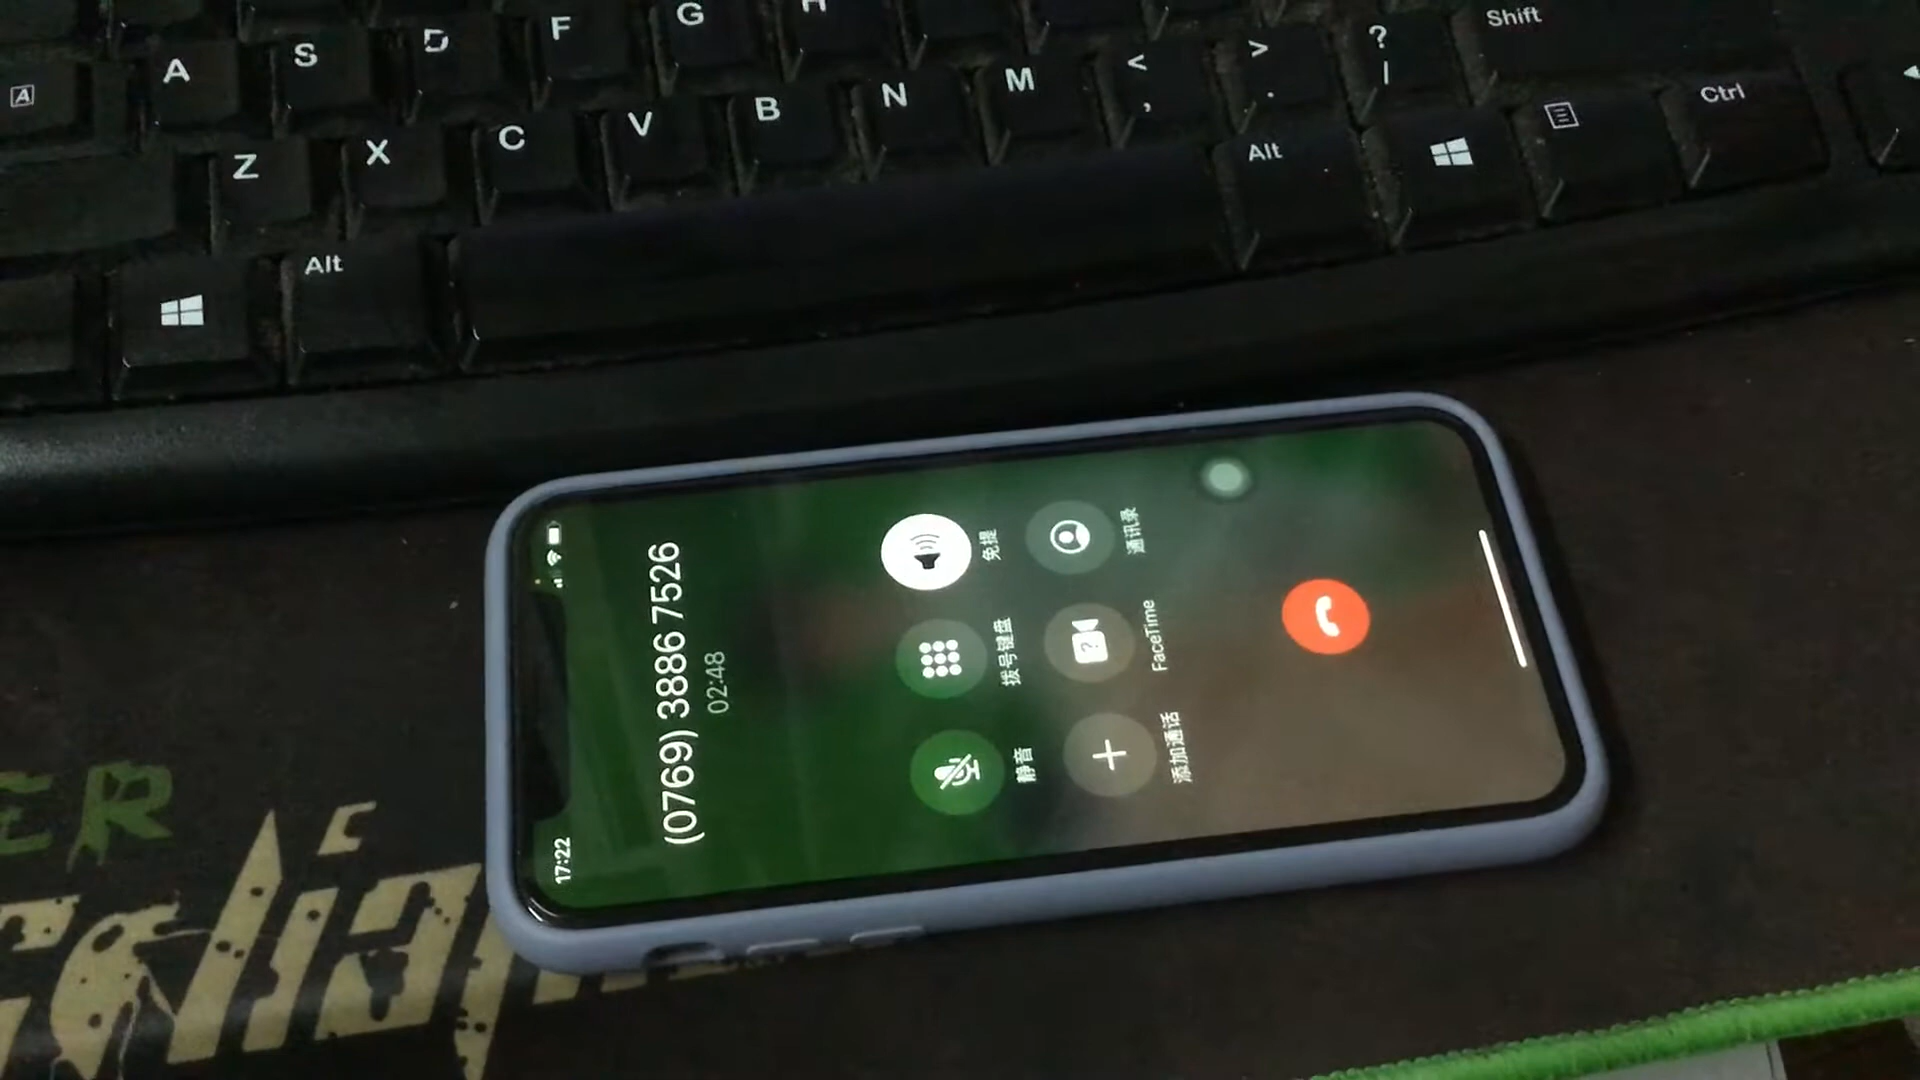 A S D F G H
Z X C V B N M < , > . ? / Shift
Alt Alt Ctrl
17:22
(0769) 3886 7526
02:48
静音 拨号键盘 免提
添加通话 FaceTime 通讯录
ER